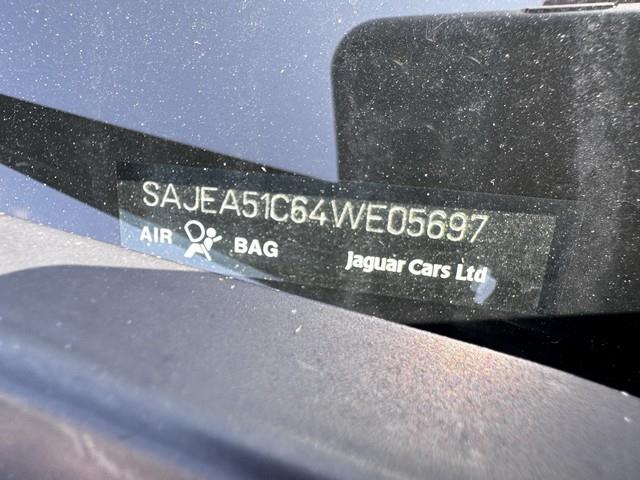 SAJEA51C64WE05697
AIR BAG
Jaguar Cars Ltd